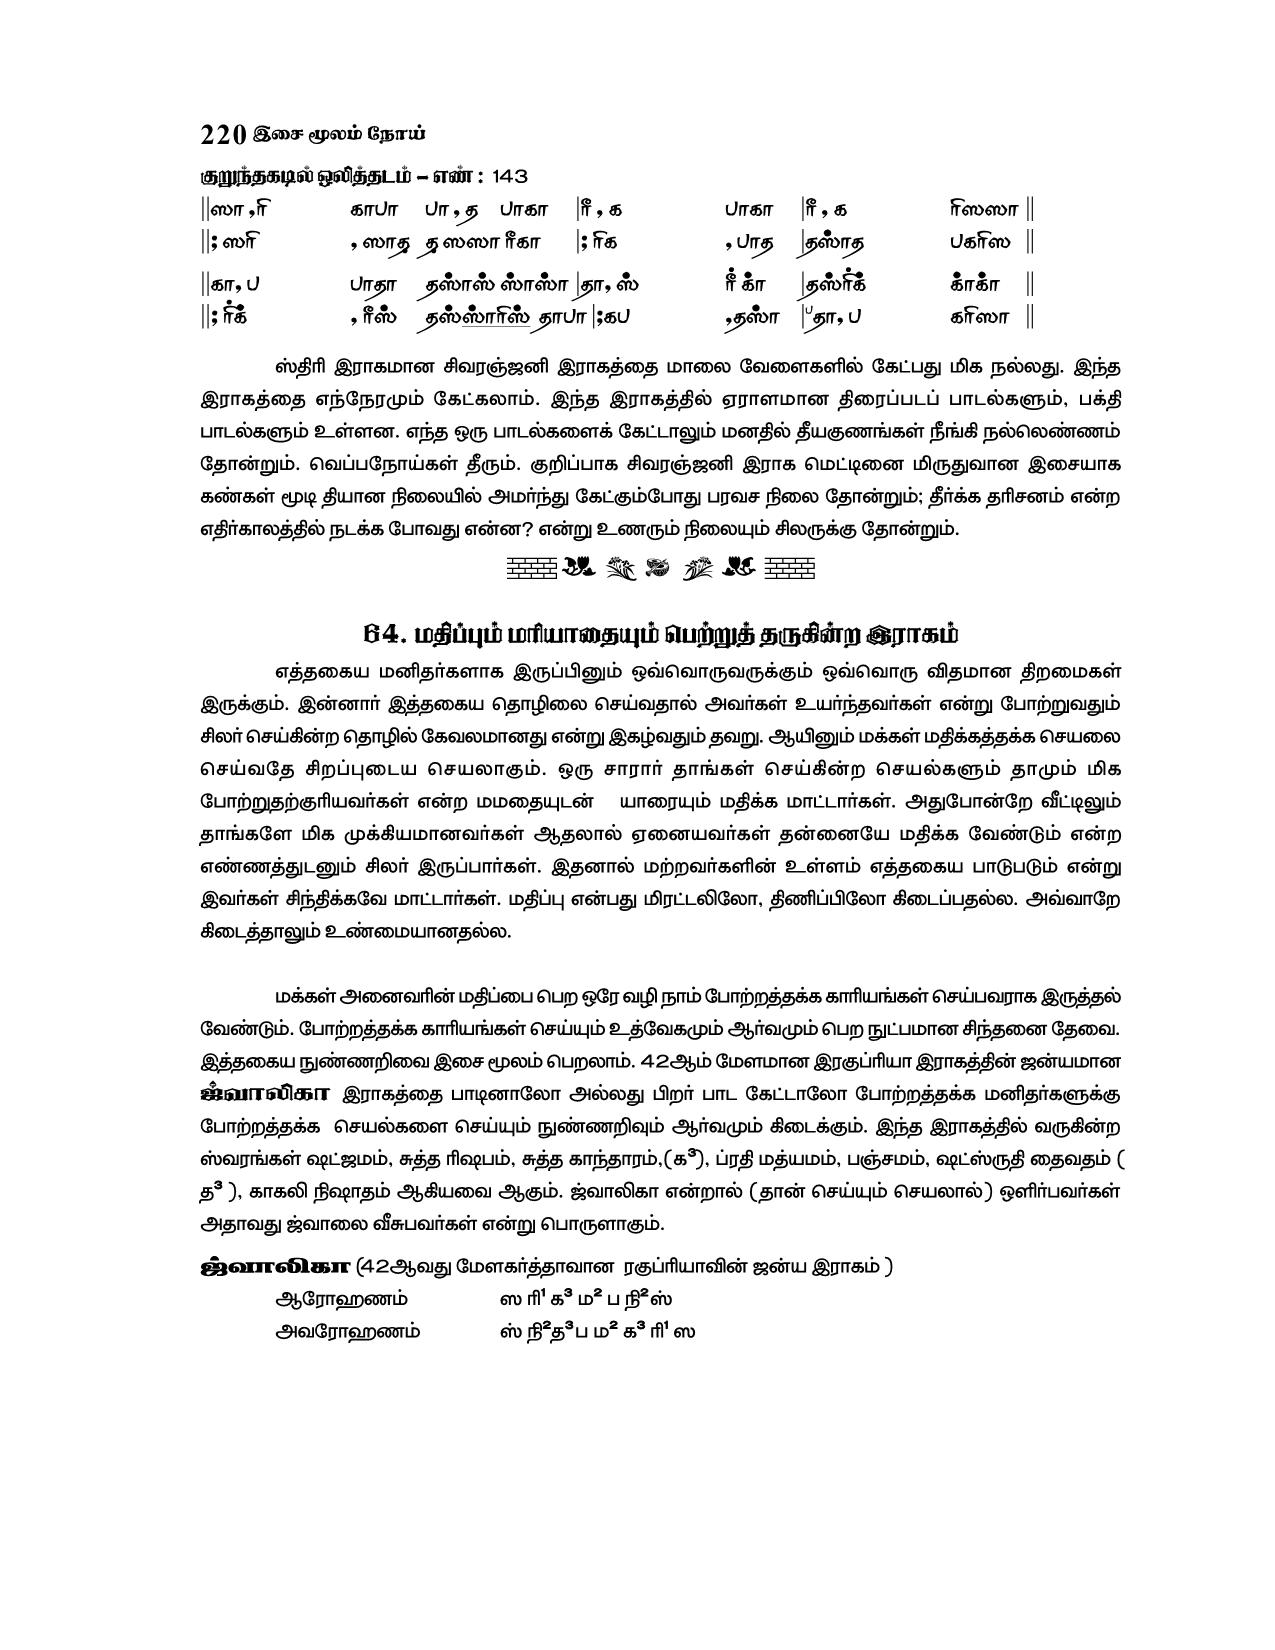 220 இசை மூலம் நோய்
குறுந்தகடில் ஒலித்தடம் – எண் : 143
||ஸா ,ரி காபா பா , த பாகா |ரீ , க பாகா |ரீ , க ரிஸஸா ||
||; ஸரி , ஸாத த ஸஸா ரீகா |; ரிக , பாத |தஸ்ாத பகரிஸ ||
||கா, ப பாதா தஸ்ாஸ் ஸ்ாஸ்ா |தா, ஸ் ரீ் க்ா |தஸ்ரி்க் க்ாக்ா ||
||; ரி்க் , ரீஸ் தஸ்ஸ்ாரிஸ் தாபா |;கப ,தஸ்ா |ப தா, ப கரிஸா ||
ஸ்திரி இராகமான சிவரஞ்ஜனி இராகத்தை மாலை வேளைகளில் கேட்பது மிக நல்லது. இந்த
இராகத்தை எந்நேரமும் கேட்கலாம். இந்த இராகத்தில் ஏராளமான திரைப்படப் பாடல்களும், பக்தி
பாடல்களும் உள்ளன. எந்த ஒரு பாடல்களைக் கேட்டாலும் மனதில் தீயகுணங்கள் நீங்கி நல்லெண்ணம்
தோன்றும். வெப்பநோய்கள் தீரும். குறிப்பாக சிவரஞ்ஜனி இராக மெட்டினை மிருதுவான இசையாக
கண்கள் மூடி தியான நிலையில் அமர்ந்து கேட்கும்போது பரவச நிலை தோன்றும்; தீர்க்க தரிசனம் என்ற
எதிர்காலத்தில் நடக்க போவது என்ன? என்று உணரும் நிலையும் சிலருக்கு தோன்றும்.
64. மதிப்பும் மரியாதையும் பெற்றுத் தருகின்ற இராகம்
எத்தகைய மனிதர்களாக இருப்பினும் ஒவ்வொருவருக்கும் ஒவ்வொரு விதமான திறமைகள்
இருக்கும். இன்னார் இத்தகைய தொழிலை செய்வதால் அவர்கள் உயர்ந்தவர்கள் என்று போற்றுவதும்
சிலர் செய்கின்ற தொழில் கேவலமானது என்று இகழ்வதும் தவறு. ஆயினும் மக்கள் மதிக்கத்தக்க செயலை
செய்வதே சிறப்புடைய செயலாகும். ஒரு சாரார் தாங்கள் செய்கின்ற செயல்களும் தாமும் மிக
போற்றுதற்குரியவர்கள் என்ற மமதையுடன் யாரையும் மதிக்க மாட்டார்கள். அதுபோன்றே வீட்டிலும்
தாங்களே மிக முக்கியமானவர்கள் ஆதலால் ஏனையவர்கள் தன்னையே மதிக்க வேண்டும் என்ற
எண்ணத்துடனும் சிலர் இருப்பார்கள். இதனால் மற்றவர்களின் உள்ளம் எத்தகைய பாடுபடும் என்று
இவர்கள் சிந்திக்கவே மாட்டார்கள். மதிப்பு என்பது மிரட்டலிலோ, திணிப்பிலோ கிடைப்பதல்ல. அவ்வாறே
கிடைத்தாலும் உண்மையானதல்ல.
மக்கள் அனைவரின் மதிப்பை பெற ஒரே வழி நாம் போற்றத்தக்க காரியங்கள் செய்பவராக இருத்தல்
வேண்டும். போற்றத்தக்க காரியங்கள் செய்யும் உத்வேகமும் ஆர்வமும் பெற நுட்பமான சிந்தனை தேவை.
இத்தகைய நுண்ணறிவை இசை மூலம் பெறலாம். 42ஆம் மேளமான இரகுப்ரியா இராகத்தின் ஜன்யமான
ஜ்வாலிகா இராகத்தை பாடினாலோ அல்லது பிறர் பாட கேட்டாலோ போற்றத்தக்க மனிதர்களுக்கு
போற்றத்தக்க செயல்களை செய்யும் நுண்ணறிவும் ஆர்வமும் கிடைக்கும். இந்த இராகத்தில் வருகின்ற
ஸ்வரங்கள் ஷட்ஜமம், சுத்த ரிஷபம், சுத்த காந்தாரம்,(க³), ப்ரதி மத்யமம், பஞ்சமம், ஷட்ஸ்ருதி தைவதம் (
த³ ), காகலி நிஷாதம் ஆகியவை ஆகும். ஜ்வாலிகா என்றால் (தான் செய்யும் செயலால்) ஒளிர்பவர்கள்
அதாவது ஜ்வாலை வீசுபவர்கள் என்று பொருளாகும்.
ஜ்வாலிகா (42ஆவது மேளகர்த்தாவான ரகுப்ரியாவின் ஜன்ய இராகம் )
ஆரோஹணம் ஸ ரி¹ க³ ம² ப நி²ஸ்
அவரோஹணம் ஸ் நி²த³ப ம² க³ ரி¹ ஸ